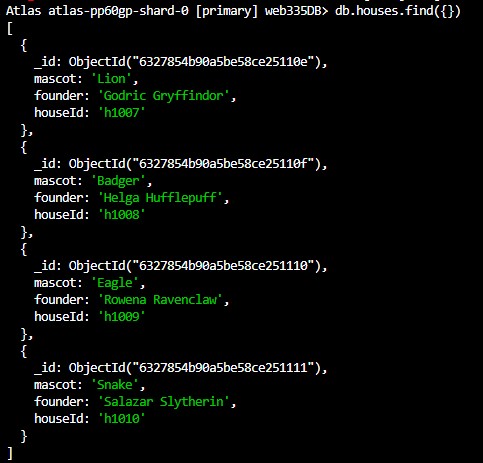 Atlas atlas-pp60gp-shard-0 [primary] web335DB> db.houses.find({})
[
  {
    _id: ObjectId("6327854b90a5be58ce25110e"),
    mascot: 'Lion',
    founder: 'Godric Gryffindor',
    houseId: 'h1007'
  },
  {
    _id: ObjectId("6327854b90a5be58ce25110f"),
    mascot: 'Badger',
    founder: 'Helga Hufflepuff',
    houseId: 'h1008'
  },
  {
    _id: ObjectId("6327854b90a5be58ce251110"),
    mascot: 'Eagle',
    founder: 'Rowena Ravenclaw',
    houseId: 'h1009'
  },
  {
    _id: ObjectId("6327854b90a5be58ce251111"),
    mascot: 'Snake',
    founder: 'Salazar Slytherin',
    houseId: 'h1010'
  }
]